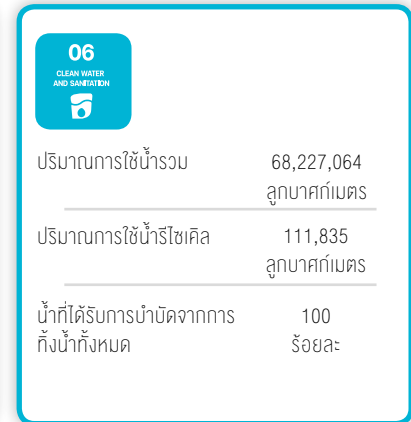 06
CLEAN WATER
AND SANITATION
ปริมาณการใช้น้ำรวม 68,227,064
ลูกบาศก์เมตร
ปริมาณการใช้น้ำรีไซเคิล 111,835
ลูกบาศก์เมตร
น้ำที่ได้รับการบำบัดจากการ 100
ทิ้งน้ำทั้งหมด ร้อยละ